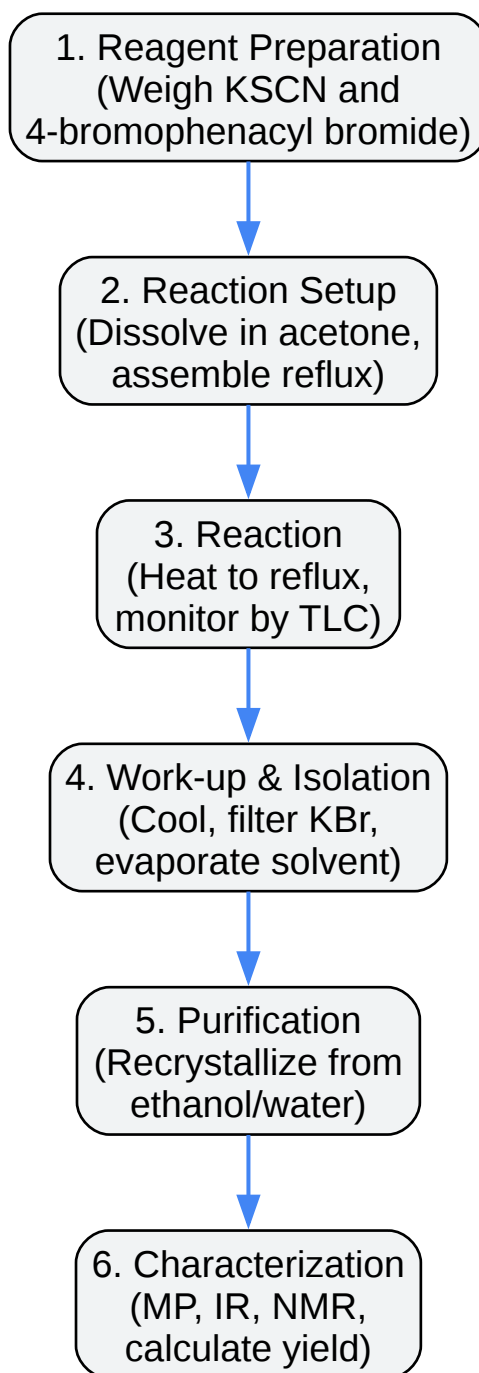 1. Reagent Preparation
(Weigh KSCN and
4-bromophenacyl bromide)
2. Reaction Setup
(Dissolve in acetone,
assemble reflux)
3. Reaction
(Heat to reflux,
monitor by TLC)
4. Work-up & Isolation
(Cool, filter KBr,
evaporate solvent)
5. Purification
(Recrystallize from
ethanol/water)
6. Characterization
(MP, IR, NMR,
calculate yield)